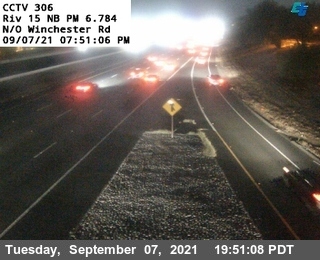 CCTV 306
Riv 15 NB PM 6.784
N/O Winchester Rd
09/07/21 07:51:06 PM
Tuesday, September 07, 2021 19:51:08 PDT